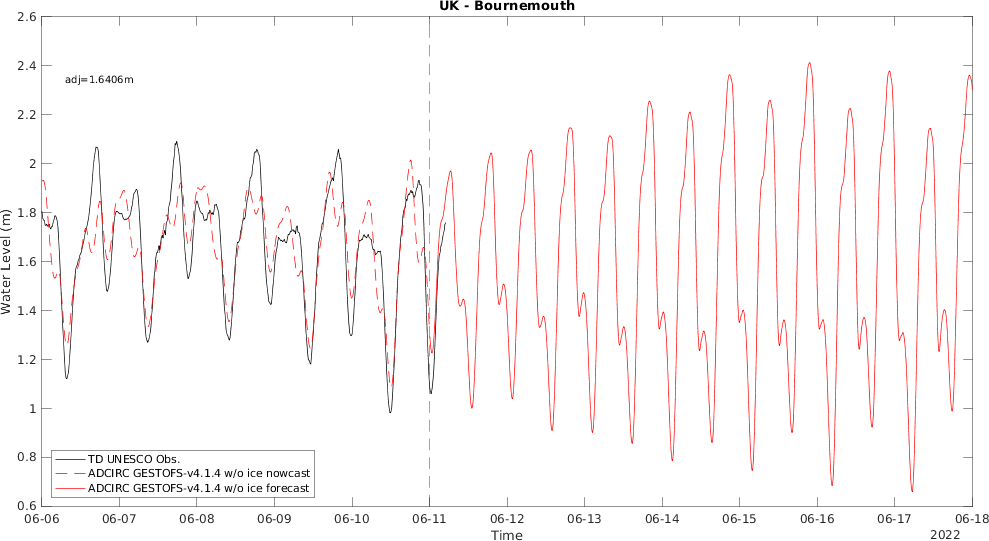 UK - Bournemouth
adj=1.6406m
Water Level (m)
2.6
2.4
2.2
2
1.8
1.6
1.4
1.2
1
0.8
0.6
TD UNESCO Obs.
ADCIRC GESTOFS-v4.1.4 w/o ice nowcast
ADCIRC GESTOFS-v4.1.4 w/o ice forecast
06-06 06-07 06-08 06-09 06-10 06-11 06-12 06-13 06-14 06-15 06-16 06-17 06-18
Time
2022